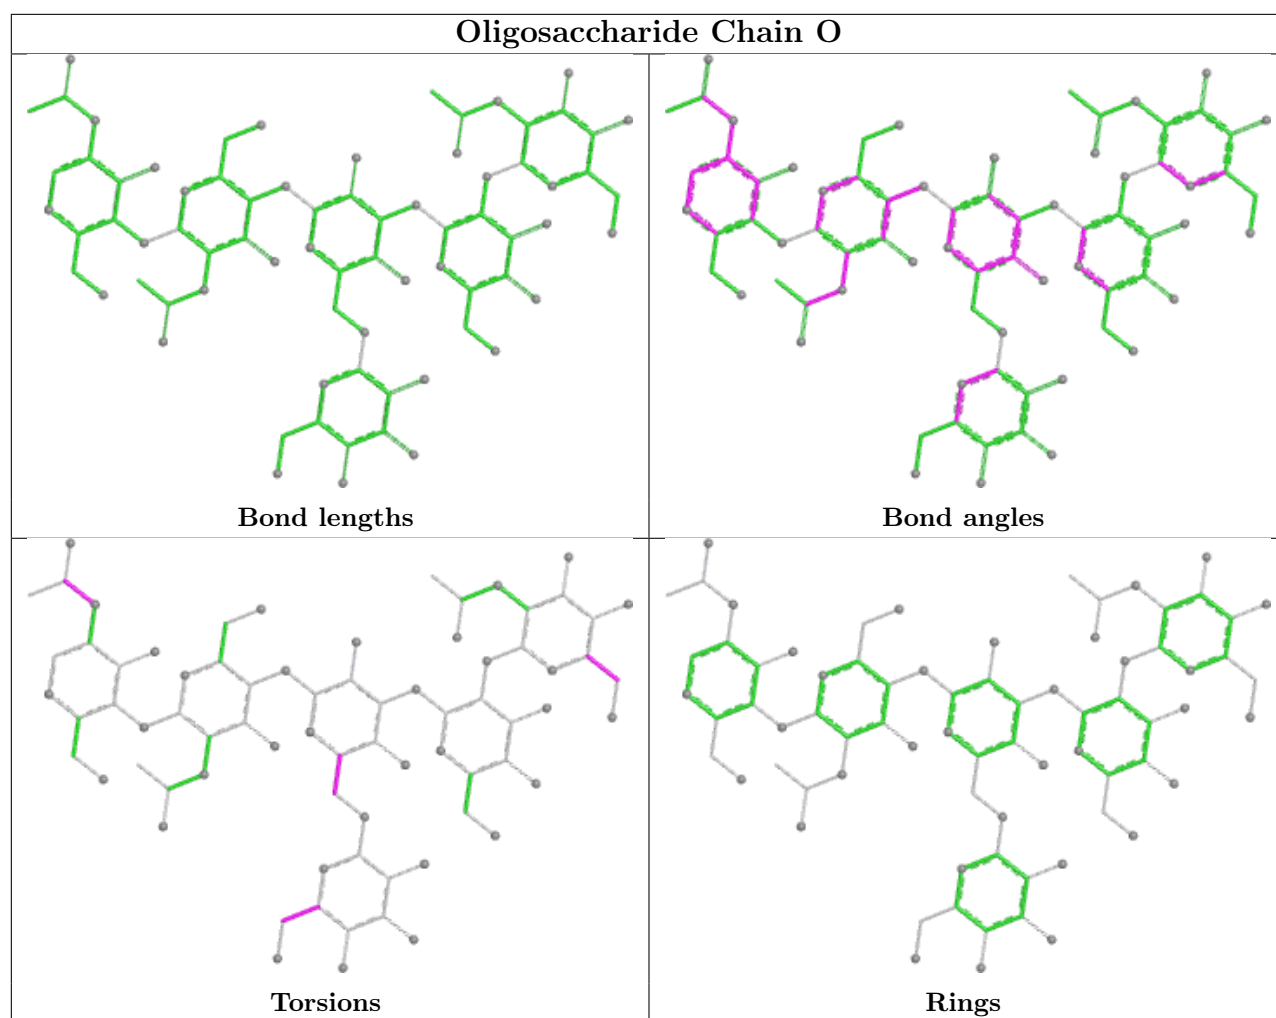 Oligosaccharide Chain O
Bond lengths
Bond angles
Torsions
Rings